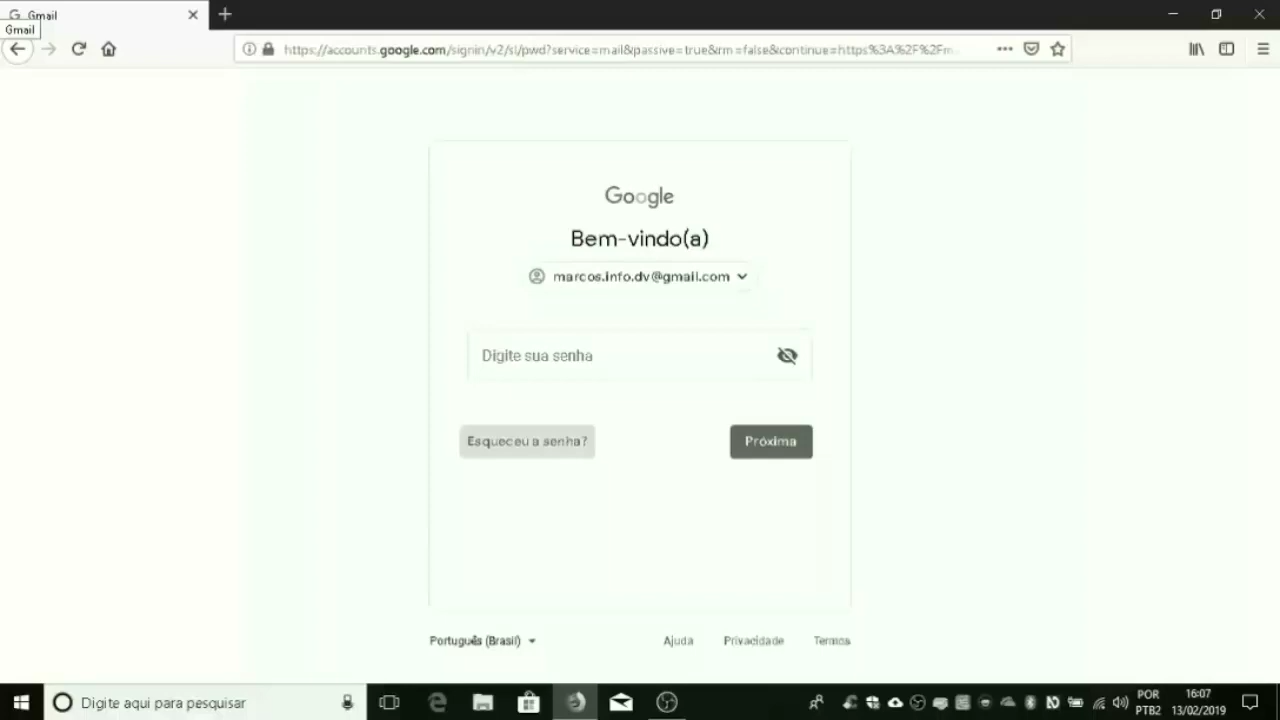 Gmail
Gmail
https://accounts.google.com/signin/v2/sl/pwd?service=mail&passive=true&rm=false&continue=https%3A%2F%2Fm
Google
Bem-vindo(a)
marcos.info.dv@gmail.com
Digite sua senha
Esqueceu a senha?
Próxima
Português (Brasil)
Ajuda
Privacidade
Termos
Digite aqui para pesquisar
POR
PTB2
16:07
13/02/2019